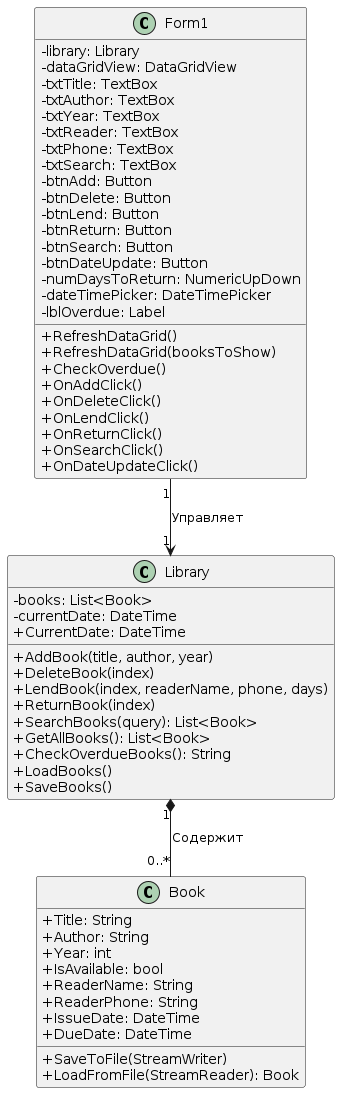 C Form1
-library: Library
-dataGridView: DataGridView
-txtTitle: TextBox
-txtAuthor: TextBox
-txtYear: TextBox
-txtReader: TextBox
-txtPhone: TextBox
-txtSearch: TextBox
-btnAdd: Button
-btnDelete: Button
-btnLend: Button
-btnReturn: Button
-btnSearch: Button
-btnDateUpdate: Button
-numDaysToReturn: NumericUpDown
-dateTimePicker: DateTimePicker
-lblOverdue: Label
+RefreshDataGrid()
+RefreshDataGrid(booksToShow)
+CheckOverdue()
+OnAddClick()
+OnDeleteClick()
+OnLendClick()
+OnReturnClick()
+OnSearchClick()
+OnDateUpdateClick()
1
Управляет
1
C Library
-books: List<Book>
-currentDate: DateTime
+CurrentDate: DateTime
+AddBook(title, author, year)
+DeleteBook(index)
+LendBook(index, readerName, phone, days)
+ReturnBook(index)
+SearchBooks(query): List<Book>
+GetAllBooks(): List<Book>
+CheckOverdueBooks(): String
+LoadBooks()
+SaveBooks()
1
Содержит
0..*
C Book
+Title: String
+Author: String
+Year: int
+IsAvailable: bool
+ReaderName: String
+ReaderPhone: String
+IssueDate: DateTime
+DueDate: DateTime
+SaveToFile(StreamWriter)
+LoadFromFile(StreamReader): Book